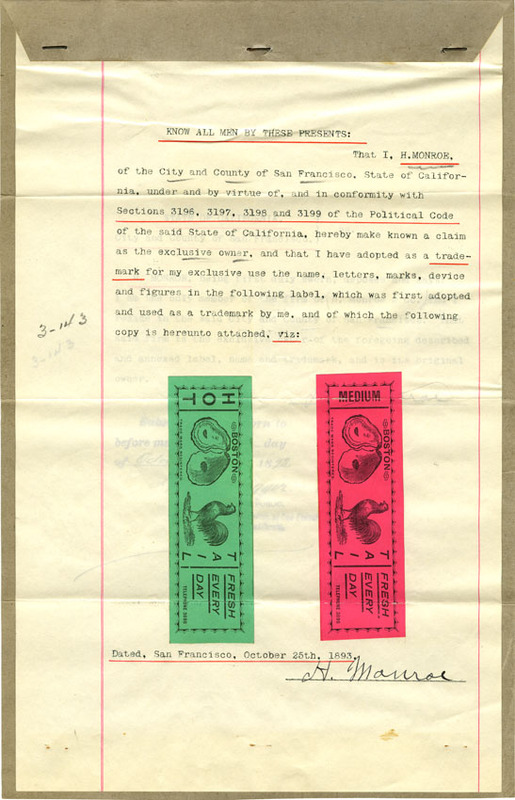 KNOW ALL MEN BY THESE PRESENTS:
That I, H.MONROE,
of the City and County of San Francisco, State of Califor-
nia, under and by virtue of, and in conformity with
Sections 3196, 3197, 3198 and 3199 of the Political Code
of the said State of California, hereby make known a claim
as the exclusive owner, and that I have adopted as a trade-
mark for my exclusive use the name, letters, marks, device
and figures in the following label, which was first adopted
and used as a trademark by me, and of which the following
copy is hereunto attached, viz:
3-143
HOT
BOSTON
TAIL
FRESH
EVERY
DAY
MEDIUM
BOSTON
TAIL
FRESH
EVERY
DAY
Dated, San Francisco, October 25th, 1893.
H. Monroe